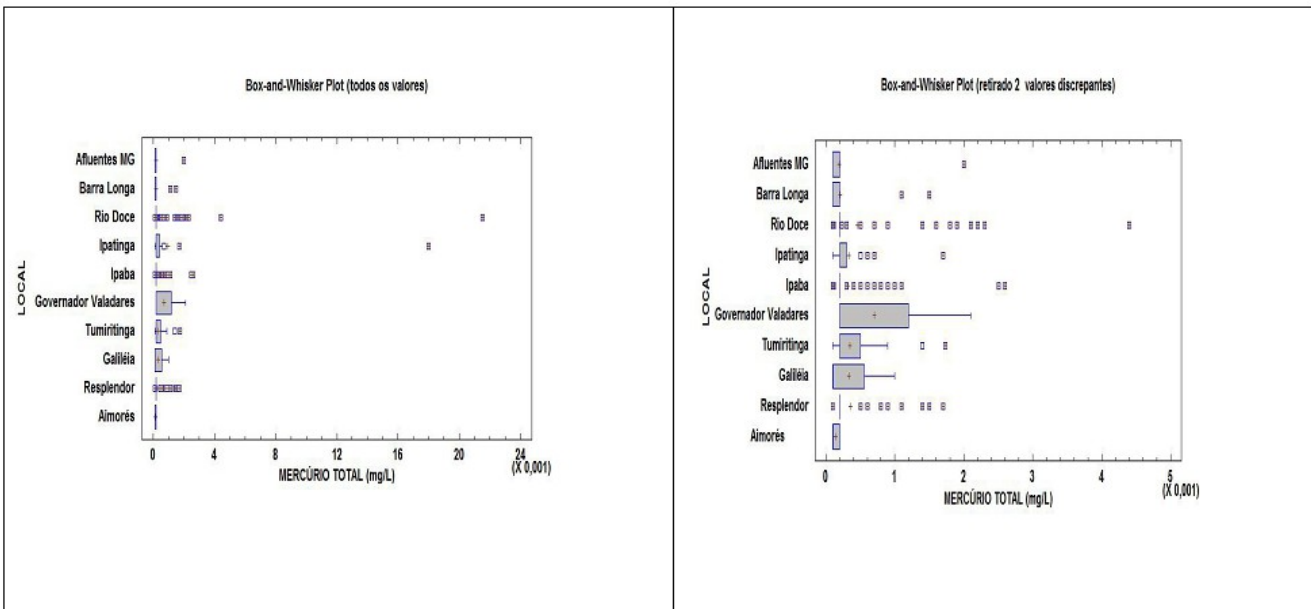 Box-and-Whisker Plot (todos os valores)
LOCAL
Afluentes MG
Barra Longa
Rio Doce
Ipatinga
Ipaba
Governador Valadares
Tumiritinga
Galiléia
Resplendor
Aimorés
0 4 8 12 16 20 24
(X 0,001)
MERCÚRIO TOTAL (mg/L)
Box-and-Whisker Plot (retirado 2 valores discrepantes)
LOCAL
Afluentes MG
Barra Longa
Rio Doce
Ipatinga
Ipaba
Governador Valadares
Tumiritinga
Galiléia
Resplendor
Aimorés
0 1 2 3 4 5
(X 0,001)
MERCÚRIO TOTAL (mg/L)